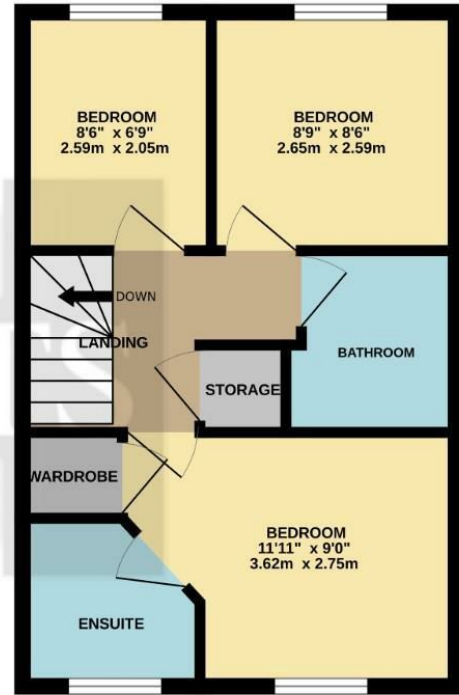 BEDROOM
8'6" x 6'9"
2.59m x 2.05m
BEDROOM
8'9" x 8'6"
2.65m x 2.59m
DOWN
LANDING
BATHROOM
STORAGE
WARDROBE
BEDROOM
11'11" x 9'0"
3.62m x 2.75m
ENSUITE